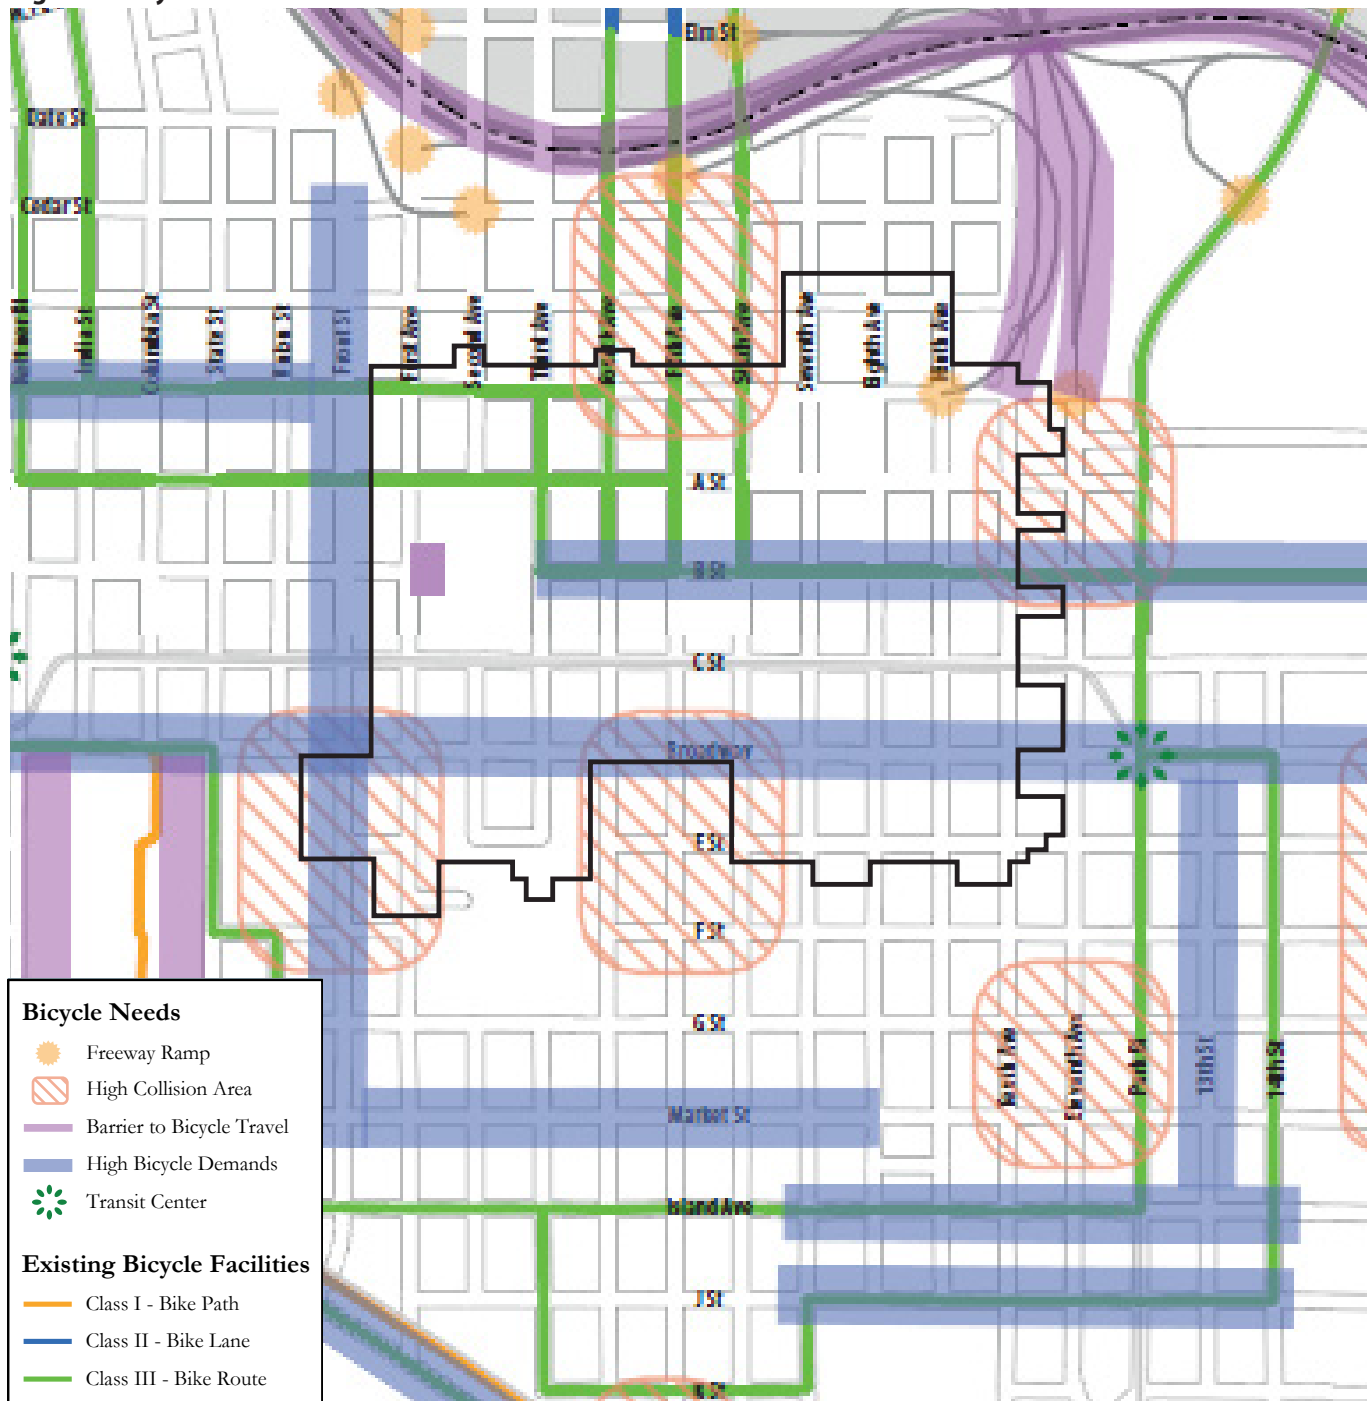 Elm St
Date St
Cedar St
India St
Columbia St
State St
Union St
Front St
First Ave
Second Ave
Third Ave
Fourth Ave
Fifth Ave
Sixth Ave
Seventh Ave
Eighth Ave
Tenth Ave
A St
B St
C St
Broadway
E St
F St
G St
Tenth Ave
Eleventh Ave
Park Bl
13th St
14th St
Market St
Island Ave
J St
K St
Bicycle Needs
Freeway Ramp
High Collision Area
Barrier to Bicycle Travel
High Bicycle Demands
Transit Center
Existing Bicycle Facilities
Class I - Bike Path
Class II - Bike Lane
Class III - Bike Route